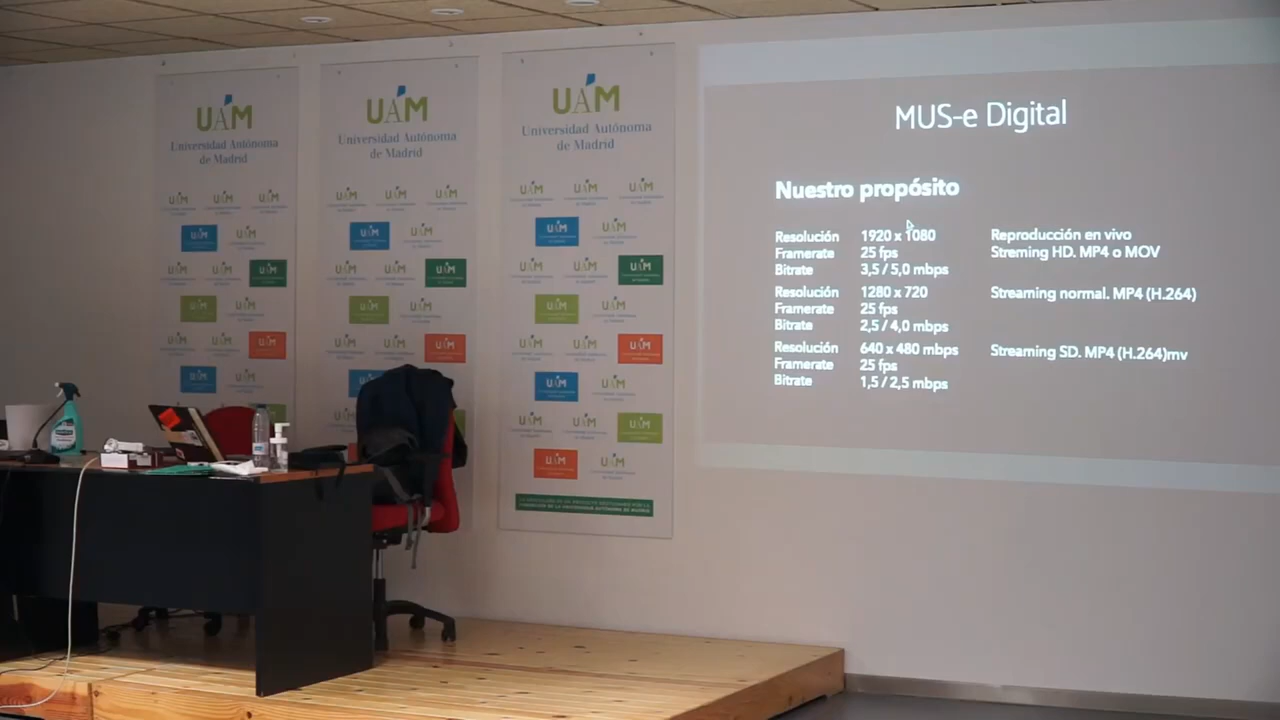 UAM
Universidad Autónoma
de Madrid
UAM
Universidad Autónoma
de Madrid
UAM
Universidad Autónoma
de Madrid
MUS-e Digital
Nuestro propósito
Resolución 1920 x 1080 Reproducción en vivo
Framerate 25 fps Streming HD. MP4 o MOV
Bitrate 3,5 / 5,0 mbps
Resolución 1280 x 720 Streaming normal. MP4 (H.264)
Framerate 25 fps
Bitrate 2,5 / 4,0 mbps
Resolución 640 x 480 mbps Streaming SD. MP4 (H.264)mv
Framerate 25 fps
Bitrate 1,5 / 2,5 mbps